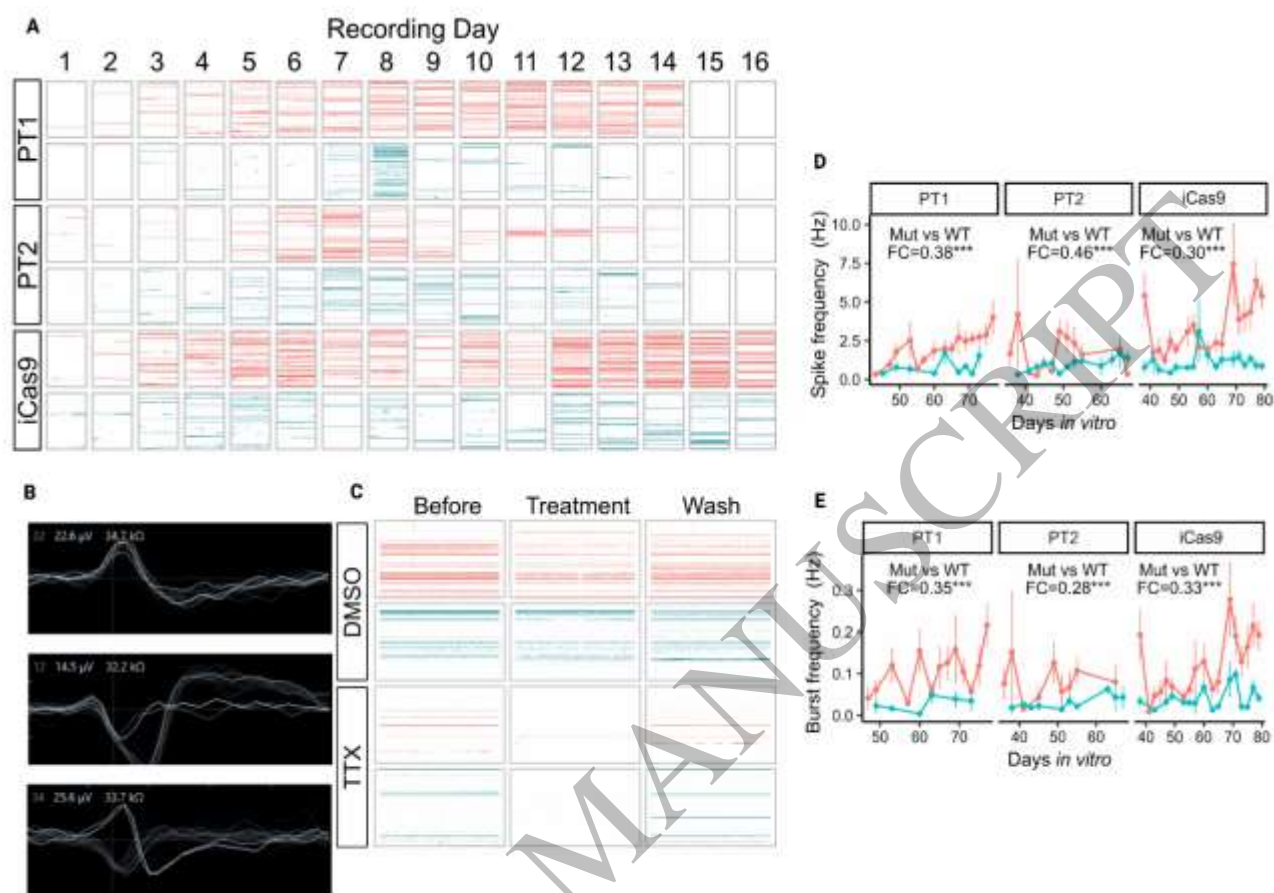 A
Recording Day
1 2 3 4 5 6 7 8 9 10 11 12 13 14 15 16
PT1
PT2
iCas9
B
22.6 µV 34.2 kΩ
14.5 µV 32.2 kΩ
34 25.6 µV 33.7 kΩ
C
Before Treatment Wash
DMSO
TTX
D
PT1 PT2 iCas9
Mut vs WT Mut vs WT Mut vs WT
FC=0.38*** FC=0.46*** FC=0.30***
Spike frequency (Hz)
10.0
7.5
5.0
2.5
0.0
50 60 70 40 50 60 40 50 60 70 80
Days in vitro
E
PT1 PT2 iCas9
Mut vs WT Mut vs WT Mut vs WT
FC=0.35*** FC=0.28*** FC=0.33***
Burst frequency (Hz)
0.3
0.2
0.1
0.0
50 60 70 40 50 60 40 50 60 70 80
Days in vitro
MANUSCRIPT